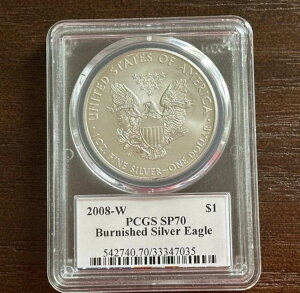 UNITED STATES OF AMERICA
1 OZ. FINE SILVER~ONE DOLLAR
2008-W $1
PCGS SP70
Burnished Silver Eagle
542740.70/33347035